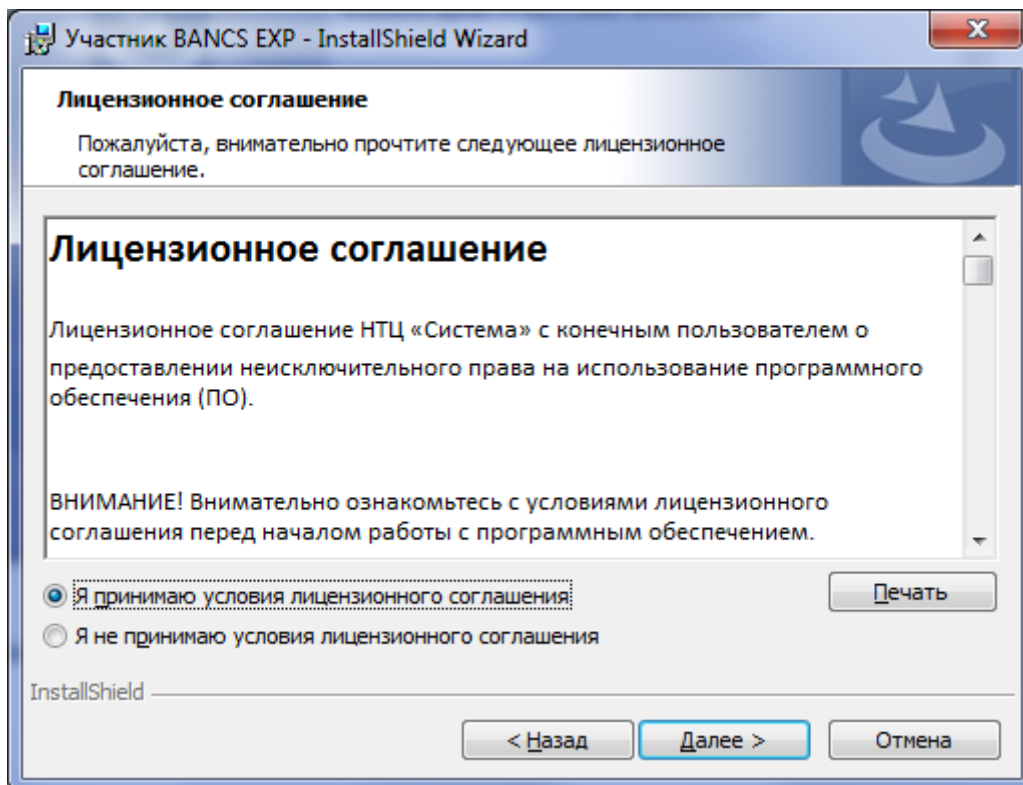 Участник BANCS EXP - InstallShield Wizard
Лицензионное соглашение
Пожалуйста, внимательно прочтите следующее лицензионное
соглашение.
Лицензионное соглашение
Лицензионное соглашение НТЦ «Система» с конечным пользователем о
предоставлении неисключительного права на использование программного
обеспечения (ПО).
ВНИМАНИЕ! Внимательно ознакомьтесь с условиями лицензионного
соглашения перед началом работы с программным обеспечением.
Я принимаю условия лицензионного соглашения
Печать
Я не принимаю условия лицензионного соглашения
InstallShield
< Назад
Далее >
Отмена